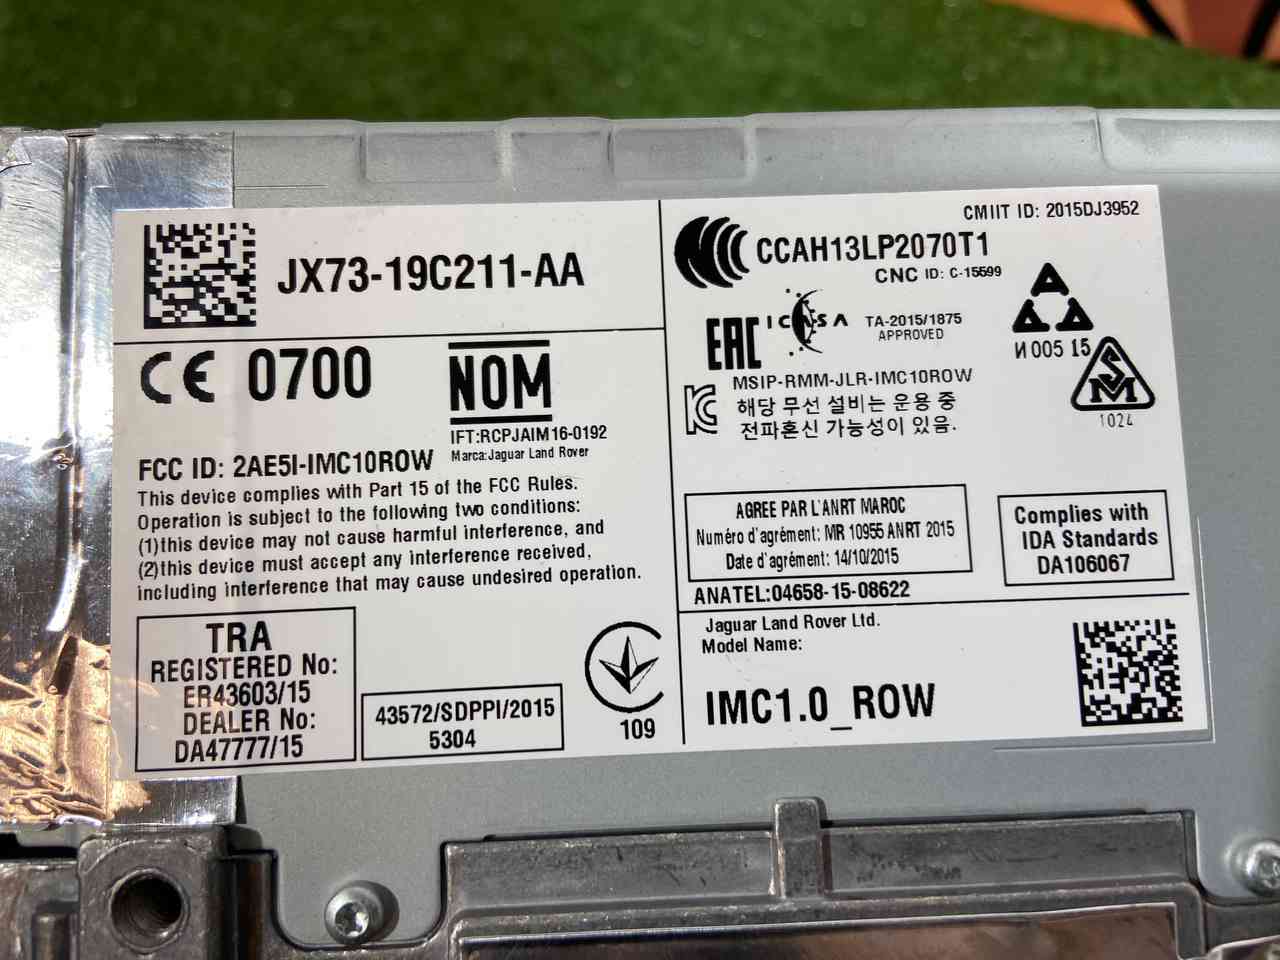 JX73-19C211-AA
CE 0700
NOM
IFT:RCPJAIM16-0192
Marca:Jaguar Land Rover
FCC ID: 2AE5I-IMC10ROW
This device complies with Part 15 of the FCC Rules.
Operation is subject to the following two conditions:
(1)this device may not cause harmful interference, and
(2)this device must accept any interference received,
including interference that may cause undesired operation.
TRA
REGISTERED No:
ER43603/15
DEALER No:
DA47777/15
43572/SDPPI/2015
5304
109
CMIIT ID: 2015DJ3952
CCAH13LP2070T1
CNC ID: C-15599
EAC
ICASA
TA-2015/1875
APPROVED
AAA
И 005 15
SM
1024
KC
MSIP-RMM-JLR-IMC10ROW
해당 무선 설비는 운용 중
전파혼신 가능성이 있음.
AGREE PAR L'ANRT MAROC
Numéro d'agrément: MR 10955 ANRT 2015
Date d'agrément: 14/10/2015
Complies with
IDA Standards
DA106067
ANATEL:04658-15-08622
Jaguar Land Rover Ltd.
Model Name:
IMC1.0_ROW